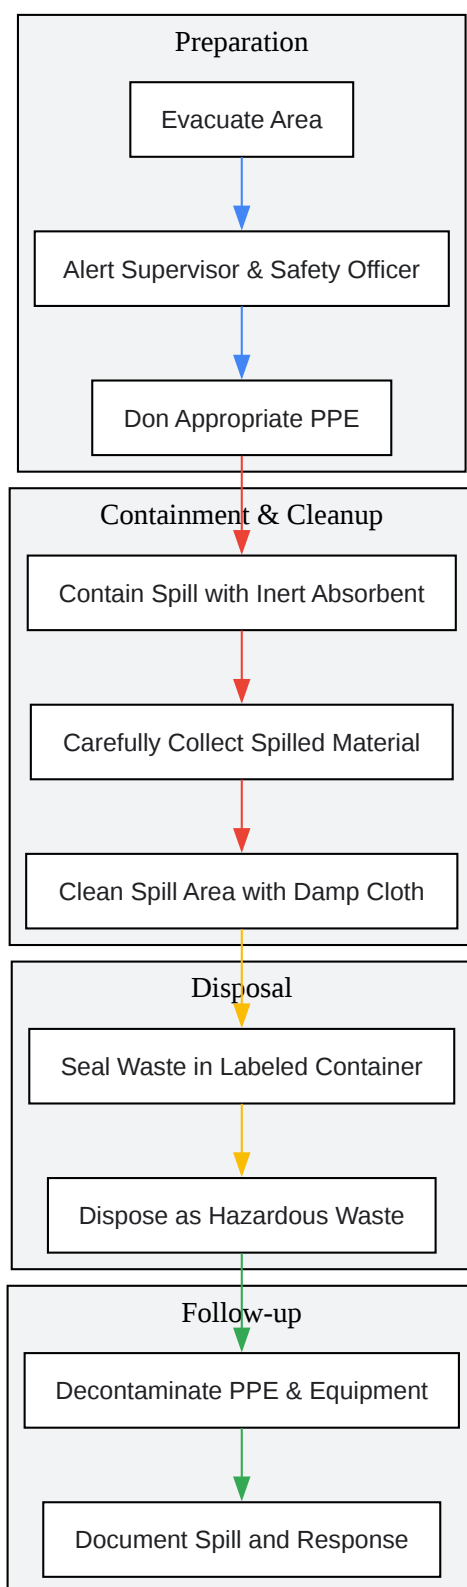 Preparation
Evacuate Area
Alert Supervisor & Safety Officer
Don Appropriate PPE
Containment & Cleanup
Contain Spill with Inert Absorbent
Carefully Collect Spilled Material
Clean Spill Area with Damp Cloth
Disposal
Seal Waste in Labeled Container
Dispose as Hazardous Waste
Follow-up
Decontaminate PPE & Equipment
Document Spill and Response